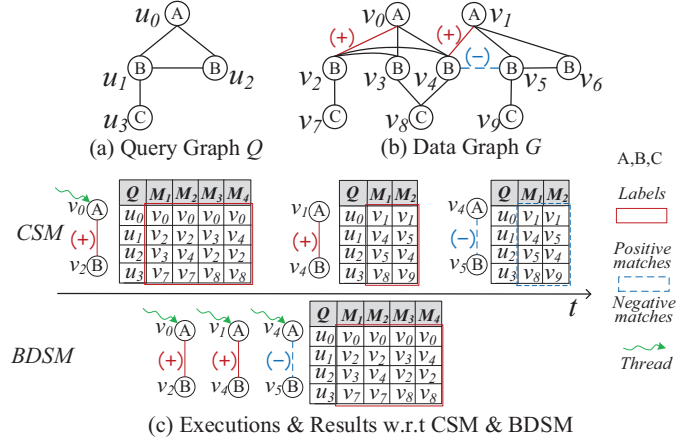 u0 A
u1 B B u2
u3 C
(a) Query Graph Q
v0 A A v1
(+) (+) (−)
v2 B v3 B v4 B B v5 B v6
v7 C v8 C v9 C
(b) Data Graph G
CSM
v0 A
(+)
v2 B
Q M1 M2 M3 M4
u0 v0 v0 v0 v0
u1 v2 v2 v3 v4
u2 v3 v4 v2 v2
u3 v7 v7 v8 v8
v1 A
(+)
v4 B
Q M1 M2
u0 v1 v1
u1 v4 v5
u2 v5 v4
u3 v8 v9
v4 A
(−)
v5 B
Q M1 M2
u0 v1 v1
u1 v4 v5
u2 v5 v4
u3 v8 v9
t
BDSM
v0 A v1 A v4 A
(+) (+) (−)
v2 B v4 B v5 B
Q M1 M2 M3 M4
u0 v0 v0 v0 v0
u1 v2 v2 v3 v4
u2 v3 v4 v2 v2
u3 v7 v7 v8 v8
A,B,C
Labels
Positive
matches
Negative
matches
Thread
(c) Executions & Results w.r.t CSM & BDSM